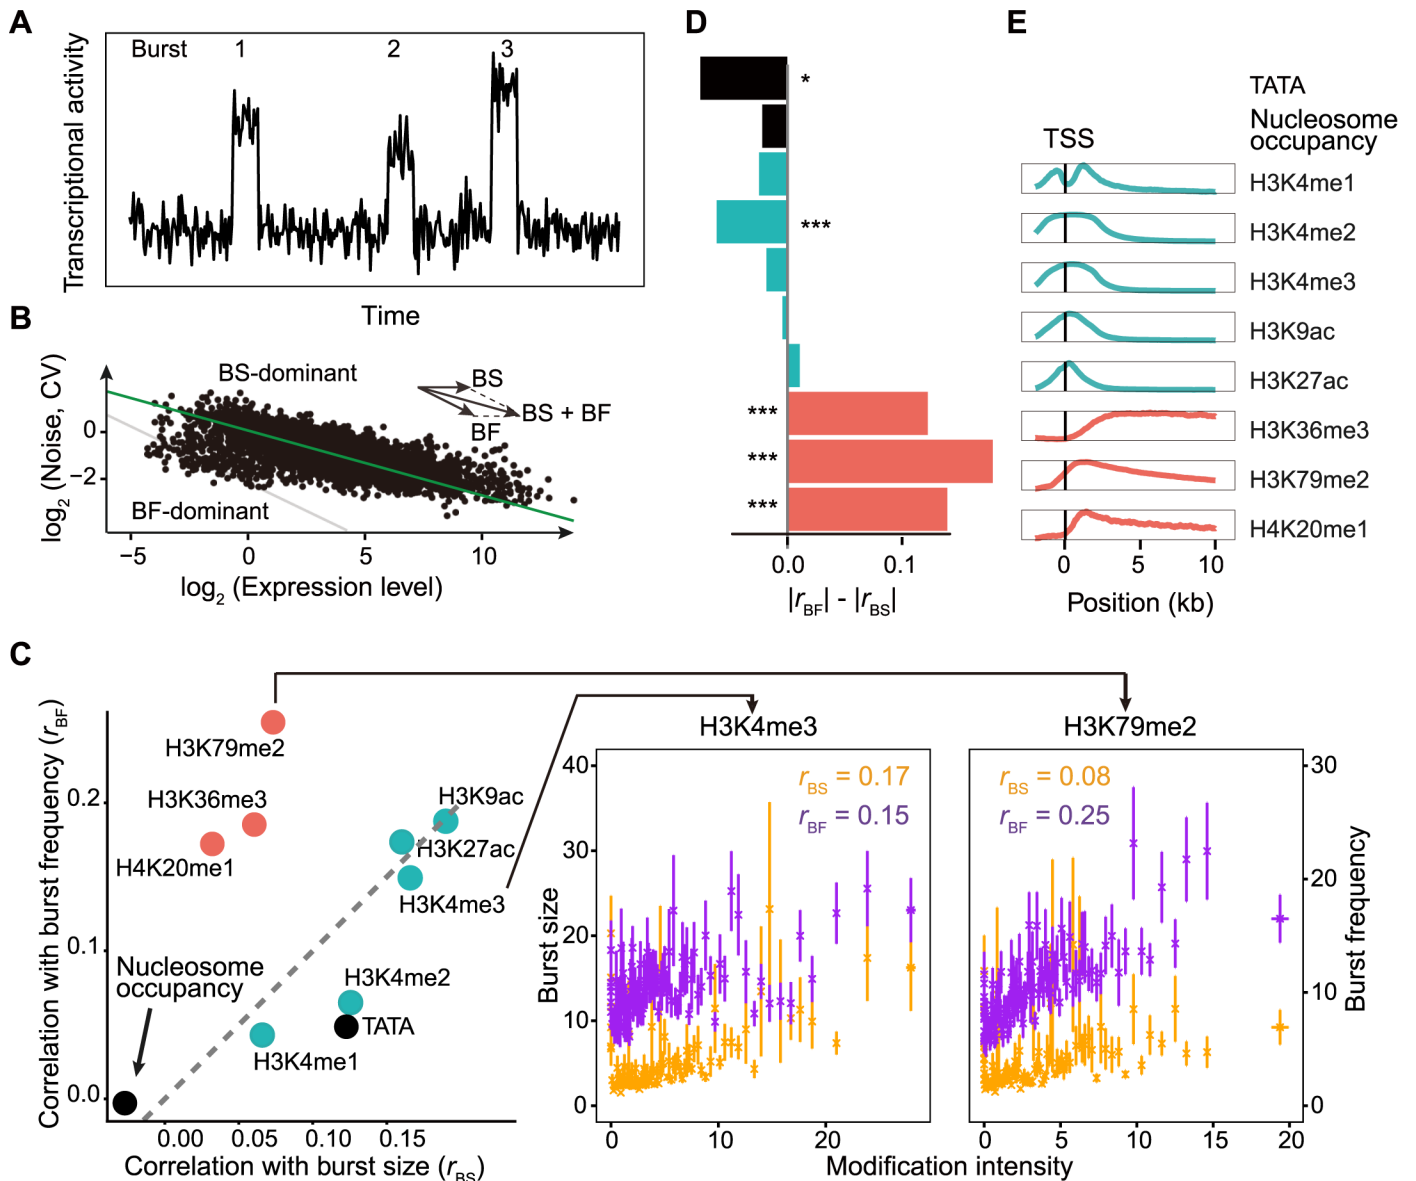 A
Transcriptional activity
Burst 1 2 3
Time
B
log2 (Noise, CV)
0
−2
BS-dominant
BF-dominant
BS
BS + BF
BF
−5 0 5 10
log2 (Expression level)
D
*
***
***
***
***
0.0 0.1
|rBF| - |rBS|
E
TSS
TATA
Nucleosome
occupancy
H3K4me1
H3K4me2
H3K4me3
H3K9ac
H3K27ac
H3K36me3
H3K79me2
H4K20me1
0 5 10
Position (kb)
C
Correlation with burst frequency (rBF)
0.2
0.1
0.0
H3K79me2
H3K36me3
H4K20me1
H3K9ac
H3K27ac
H3K4me3
Nucleosome
occupancy
H3K4me2
TATA
H3K4me1
0.00 0.05 0.10 0.15
Correlation with burst size (rBS)
H3K4me3
rBS = 0.17
rBF = 0.15
Burst size
40
30
20
10
0
0 10 20
H3K79me2
rBS = 0.08
rBF = 0.25
30
20
10
0
Burst frequency
0 5 10 15 20
Modification intensity